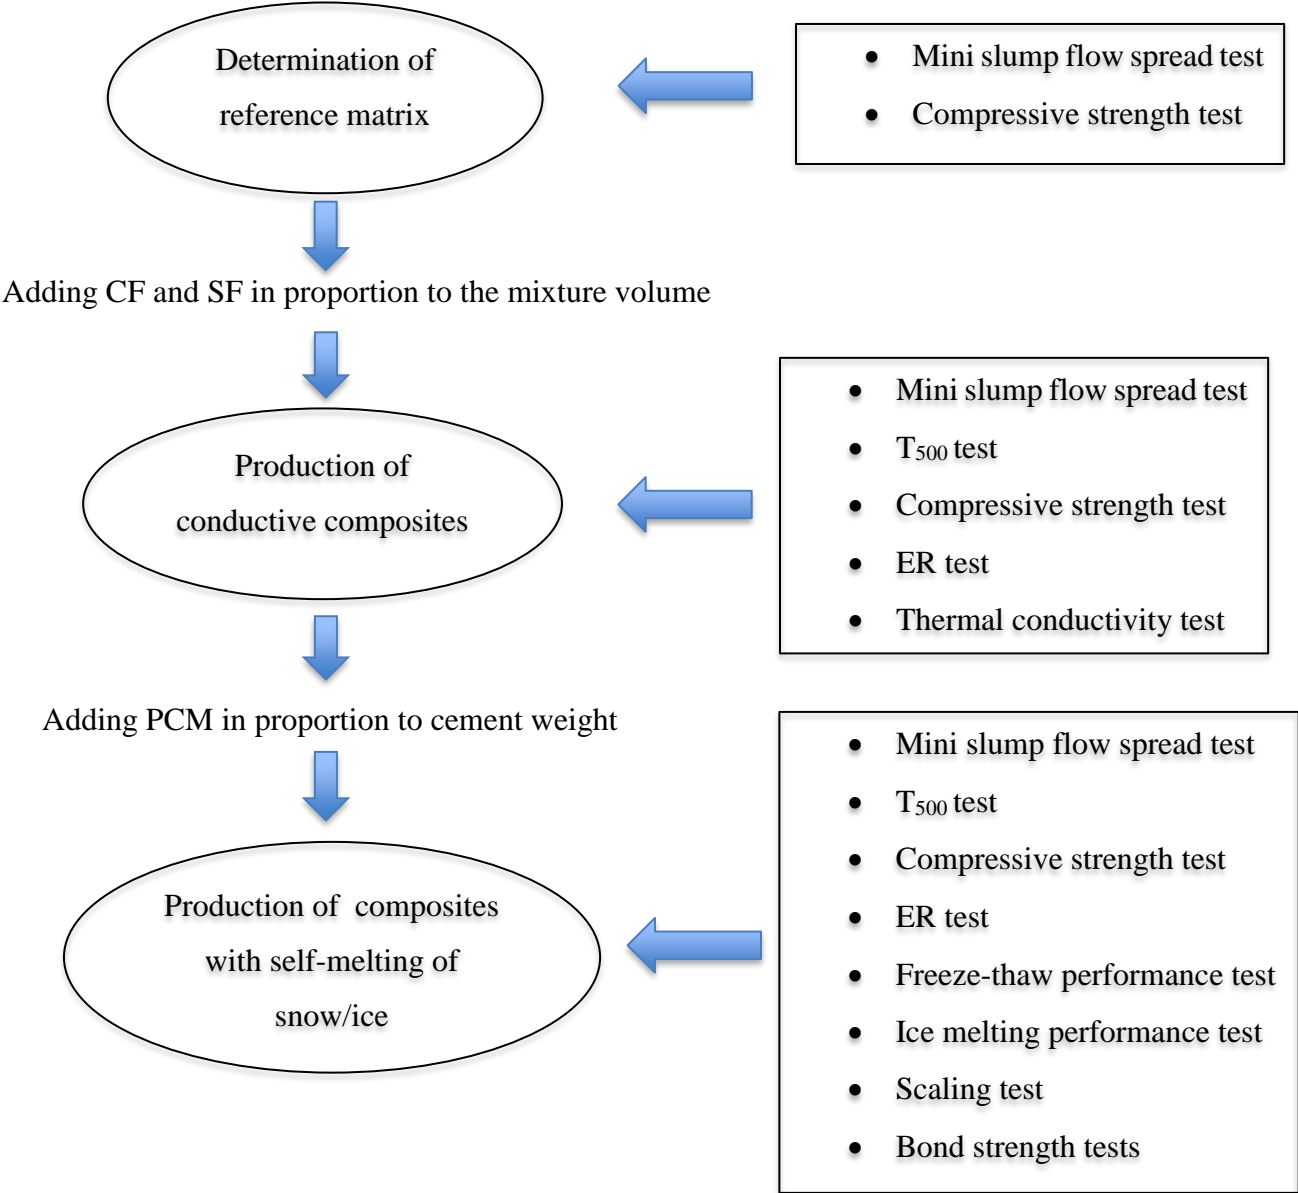 Determination of
reference matrix
• Mini slump flow spread test
• Compressive strength test
Adding CF and SF in proportion to the mixture volume
Production of
conductive composites
• Mini slump flow spread test
• T₅₀₀ test
• Compressive strength test
• ER test
• Thermal conductivity test
Adding PCM in proportion to cement weight
Production of composites
with self-melting of
snow/ice
• Mini slump flow spread test
• T₅₀₀ test
• Compressive strength test
• ER test
• Freeze-thaw performance test
• Ice melting performance test
• Scaling test
• Bond strength tests